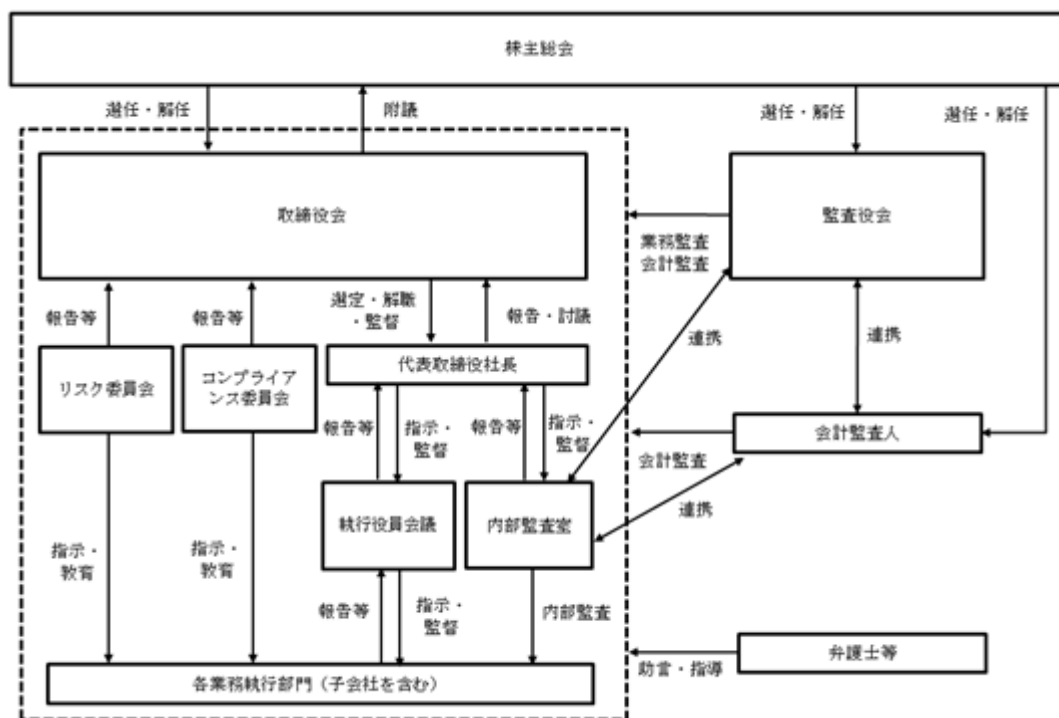 株主総会
選任・解任
附議
選任・解任
選任・解任
取締役会
監査役会
業務監査
会計監査
報告等
報告等
選定・解職
・監督
報告・討議
連携
連携
リスク委員会
コンプライア
ンス委員会
代表取締役社長
報告等
指示・
監督
報告等
指示・
監督
会計監査人
会計監査
執行役員会議
内部監査室
連携
指示・
教育
指示・
教育
報告等
指示・
監督
内部監査
弁護士等
助言・指導
各業務執行部門（子会社を含む）